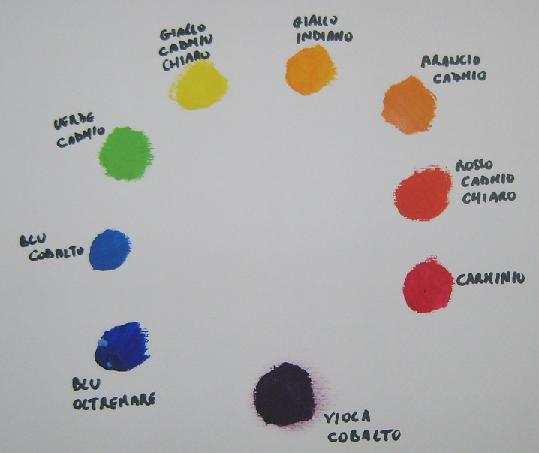 GIALLO
CADMIO
CHIARO
GIALLO
INDIANO
ARANCIO
CADMIO
VERDE
CADMIO
ROSSO
CADMIO
CHIARO
BLU
COBALTO
CARMINIO
BLU
OLTREMARE
VIOLA
COBALTO